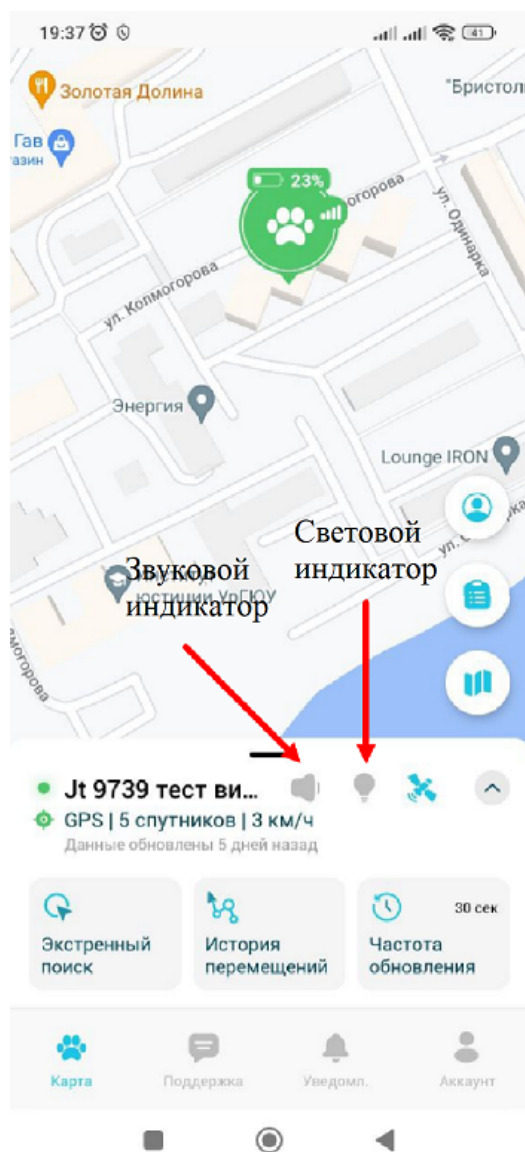 19:37
41
Золотая Долина
"Бристол
Гав
азин
23%
ул. Колмогорова
огорова
ул. Одинарка
Энергия
Lounge IRON
Световой
индикатор
Звуковой
индикатор
юстиции УрГЮУ
Jt 9739 тест ви...
GPS | 5 спутников | 3 км/ч
Данные обновлены 5 дней назад
30 сек
Экстренный
поиск
История
перемещений
Частота
обновления
Карта
Поддержка
Уведомл.
Аккаунт